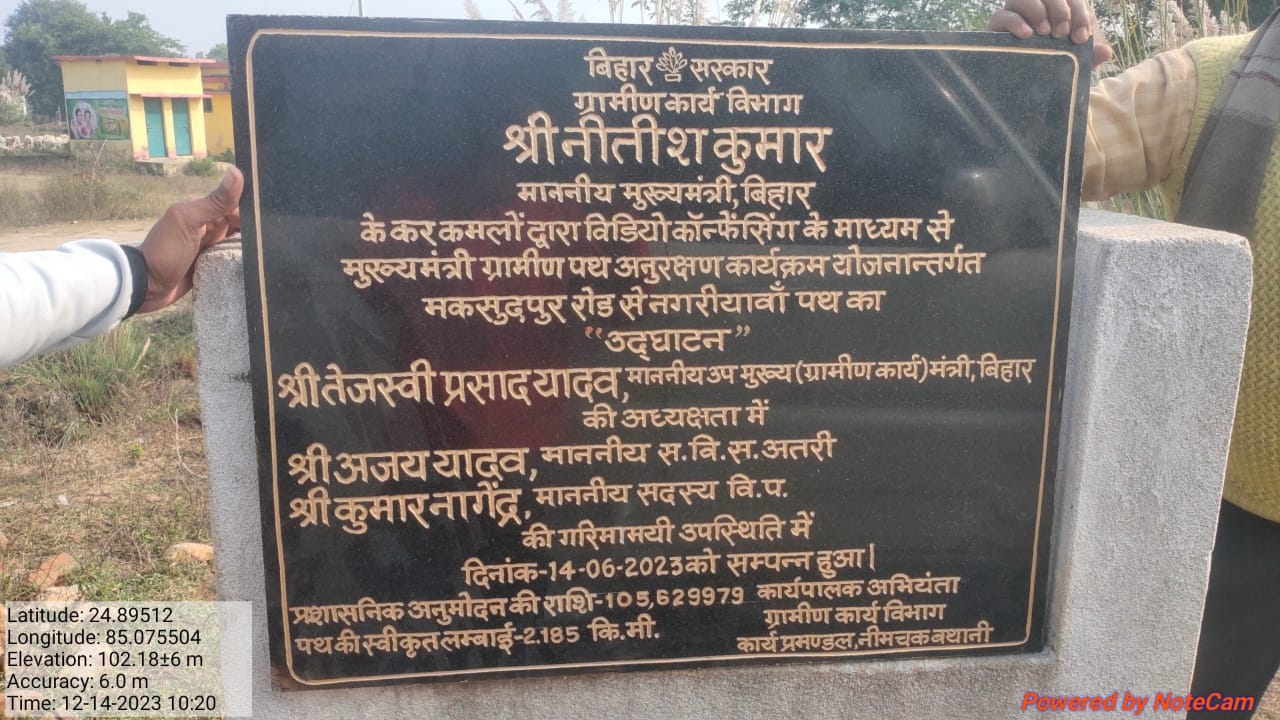 बिहार सरकार
ग्रामीण कार्य विभाग
श्री नीतीश कुमार
माननीय मुख्यमंत्री, बिहार
के कर कमलों द्वारा विडियो कॉन्फेंसिंग के माध्यम से
मुख्यमंत्री ग्रामीण पथ अनुरक्षण कार्यक्रम योजनान्तर्गत
मकसुदपुर रोड से नगरीयावाँ पथ का
"उद्घाटन"
श्री तेजस्वी प्रसाद यादव, माननीय उप मुख्य (ग्रामीण कार्य) मंत्री, बिहार
की अध्यक्षता में
श्री अजय यादव, माननीय स.वि.स. अतरी
श्री कुमार नागेंद्र, माननीय सदस्य वि.प.
की गरिमामयी उपस्थिति में
दिनांक-14-06-2023 को सम्पन्न हुआ|
प्रशासनिक अनुमोदन की राशि-105,629979
पथ की स्वीकृत लम्बाई-2.185 कि.मी.
कार्यपालक अभियंता
ग्रामीण कार्य विभाग
कार्य प्रमण्डल, नीमचक बथानी
Latitude: 24.89512
Longitude: 85.075504
Elevation: 102.18±6 m
Accuracy: 6.0 m
Time: 12-14-2023 10:20
Powered by NoteCam